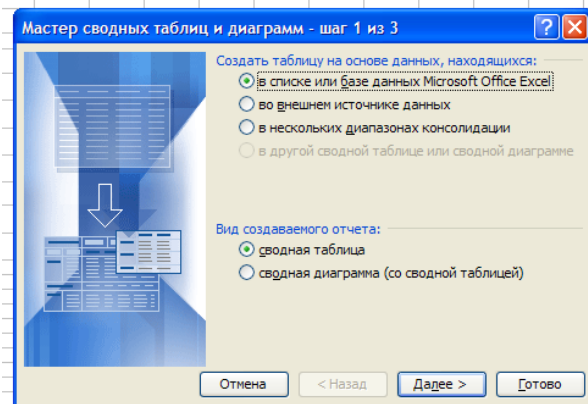 Мастер сводных таблиц и диаграмм - шаг 1 из 3
Создать таблицу на основе данных, находящихся:
в списке или базе данных Microsoft Office Excel
во внешнем источнике данных
в нескольких диапазонах консолидации
в другой сводной таблице или сводной диаграмме
Вид создаваемого отчета:
сводная таблица
сводная диаграмма (со сводной таблицей)
Отмена
< Назад
Далее >
Готово